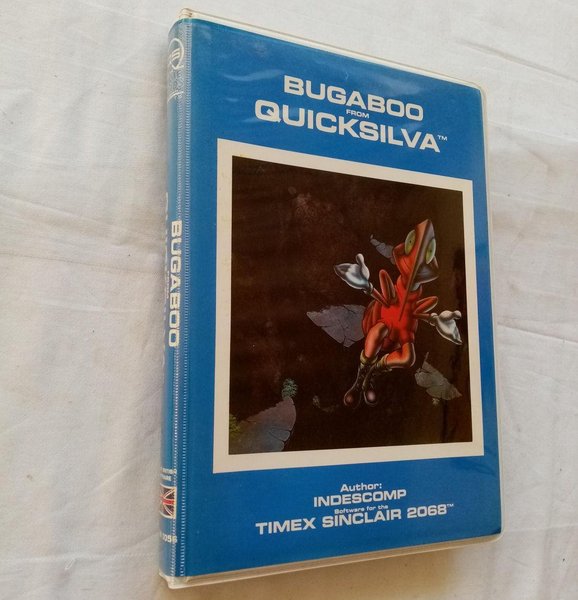 BUGABOO
FROM
QUICKSILVA™
Author:
INDESCOMP
Software for the
TIMEX SINCLAIR 2068™
BUGABOO